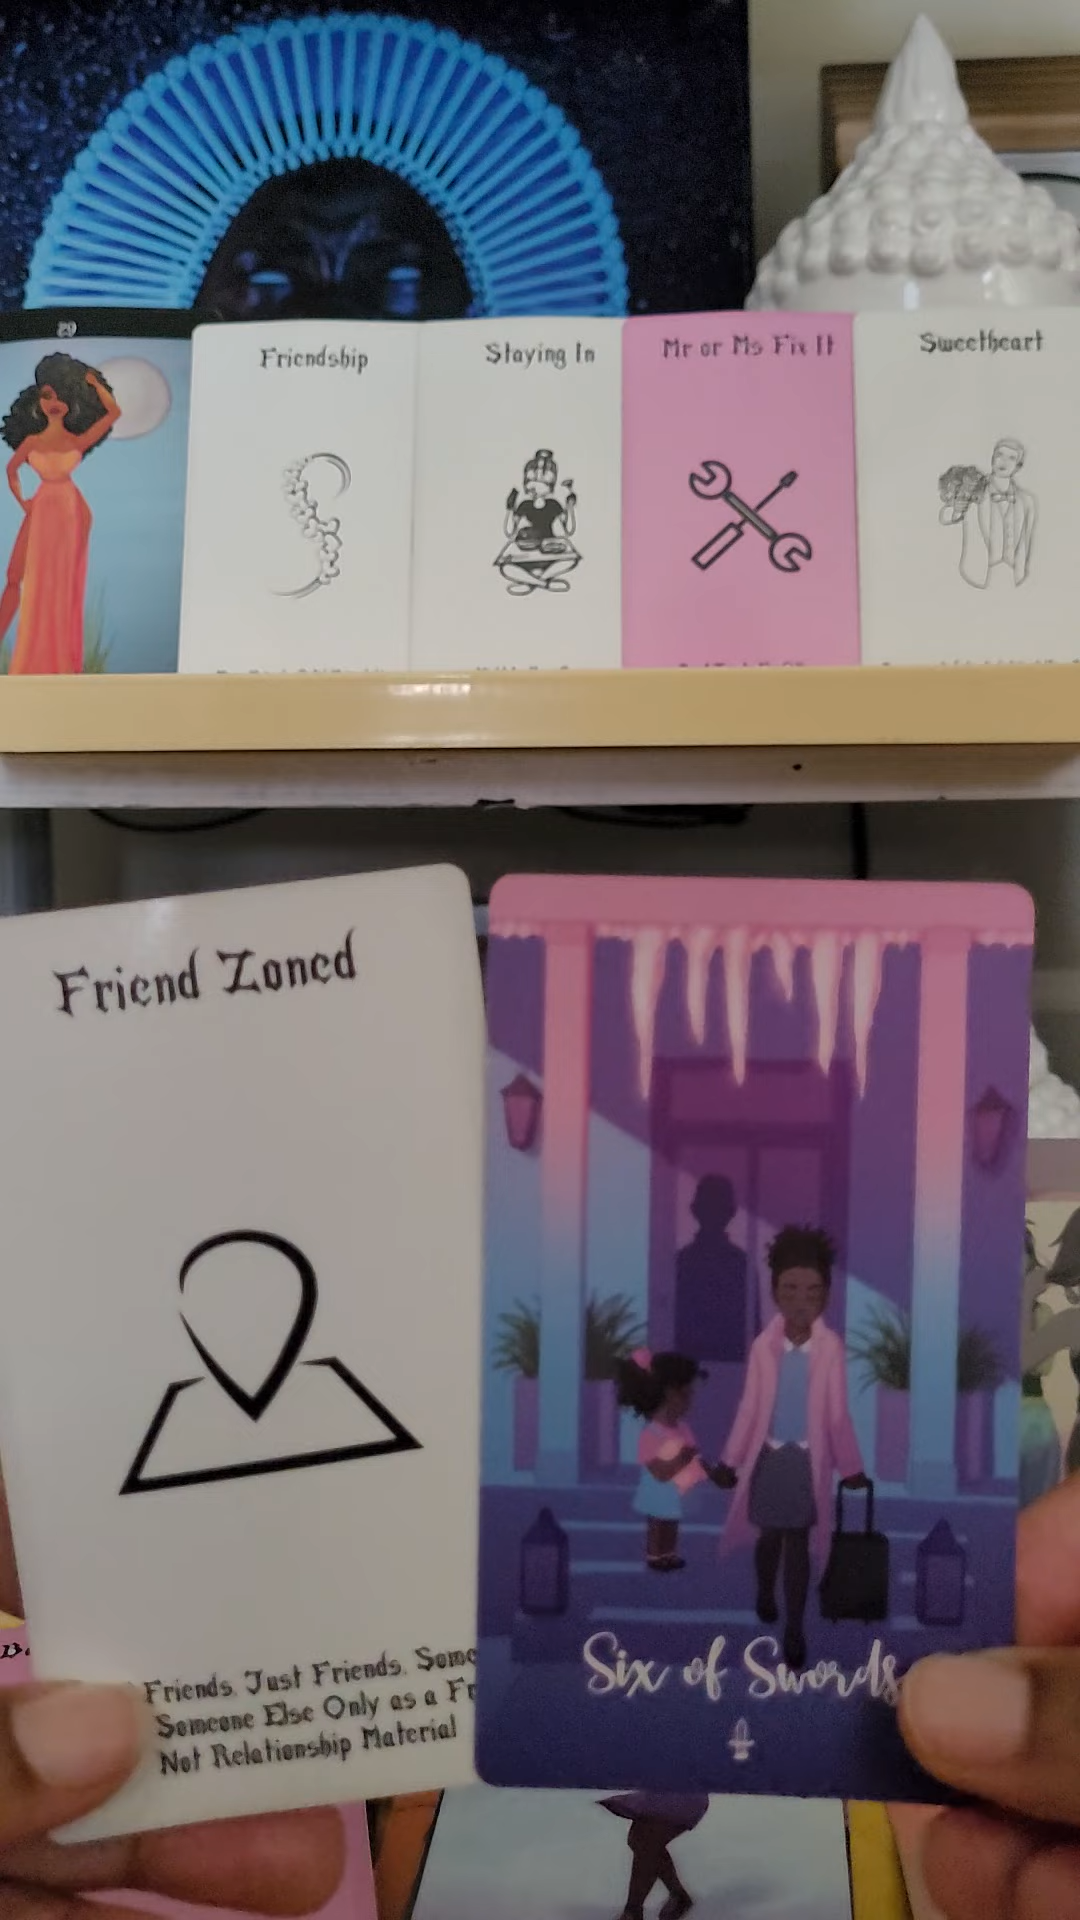 Friendship
Staying In
Mr or Ms Fix It
Sweetheart
Friend Zoned
Friends. Just Friends.
Someone Else Only as a
Not Relationship Material
Six of Swords